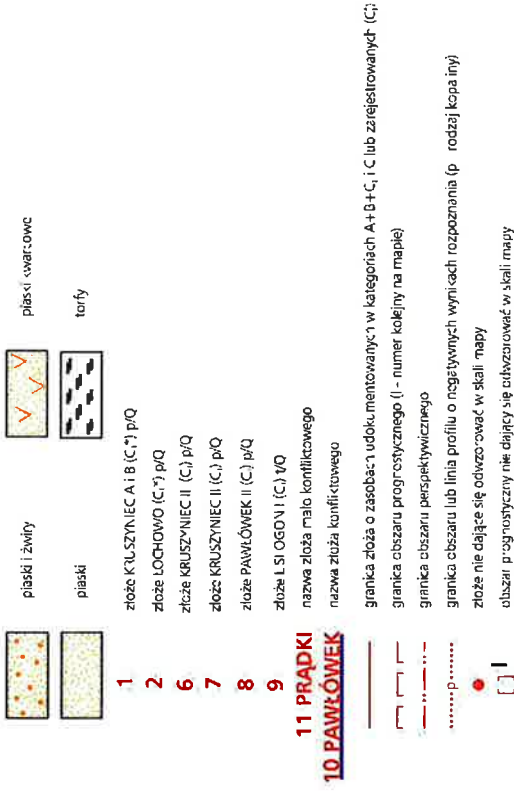 piaski i żwiry
piaski kwarcowe
piaski
torfy
1 złoże KRUSZYNIEC A i B (C₁*) p/Q
2 złoże LOCHOWO (C₁*) p/Q
6 złoże KRUSZYNIEC II (C₁) p/Q
7 złoże KRUSZYNIEC II (C₁) p/Q
8 złoże PAWŁÓWEK II (C₁) p/Q
9 złoże LISI OGON I (C₁) t/Q
11 PRĄDKI nazwa złoża mało konfliktowego
10 PAWŁÓWEK nazwa złoża konfliktowego
granica złoża o zasobach udokumentowanych w kategoriach A+B+C₁ i C lub zarejestrowanych (C₁*)
granica obszaru prognostycznego (I - numer kolejny na mapie)
granica obszaru perspektywicznego
p granica obszaru lub linia profilu o negatywnych wynikach rozpoznania (p rodzaj kopaliny)
złoże nie dające się odwzorować w skali mapy
I obszar prognostyczny nie dający się odwzorować w skali mapy